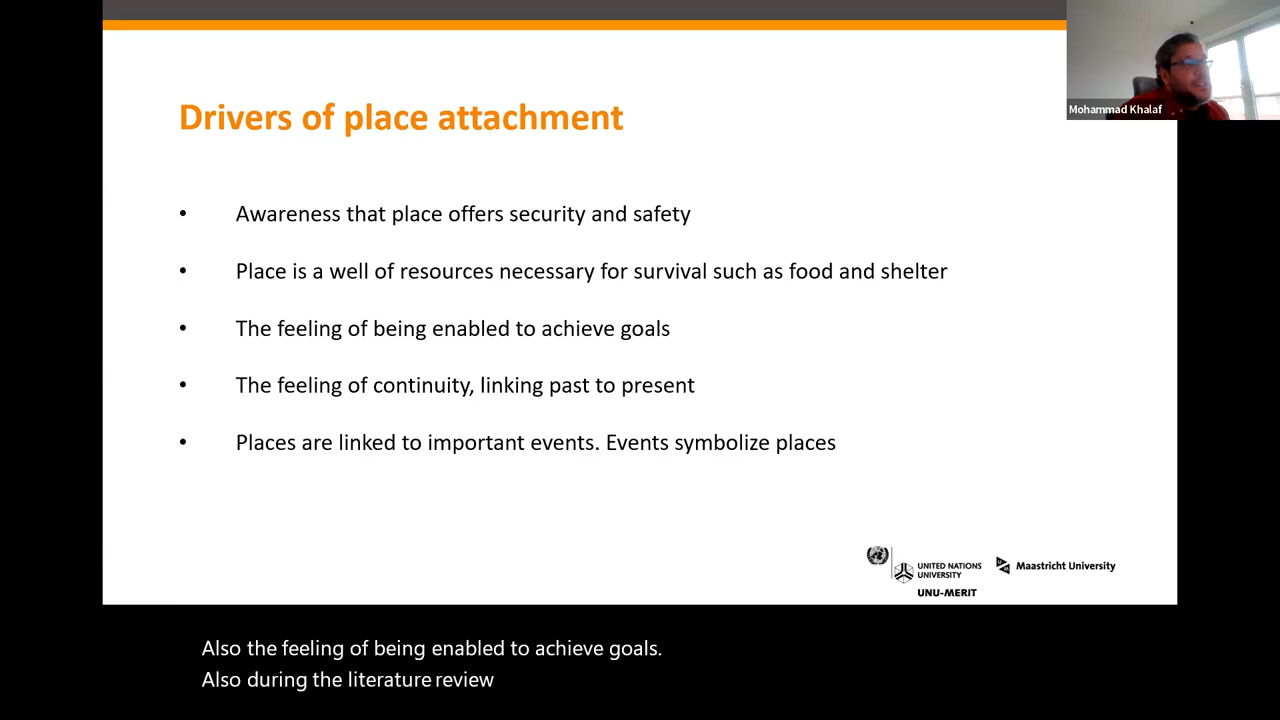 Mohammad Khalaf
Drivers of place attachment
• Awareness that place offers security and safety
• Place is a well of resources necessary for survival such as food and shelter
• The feeling of being enabled to achieve goals
• The feeling of continuity, linking past to present
• Places are linked to important events. Events symbolize places
UNITED NATIONS
UNIVERSITY
UNU-MERIT
Maastricht University
Also the feeling of being enabled to achieve goals.
Also during the literature review